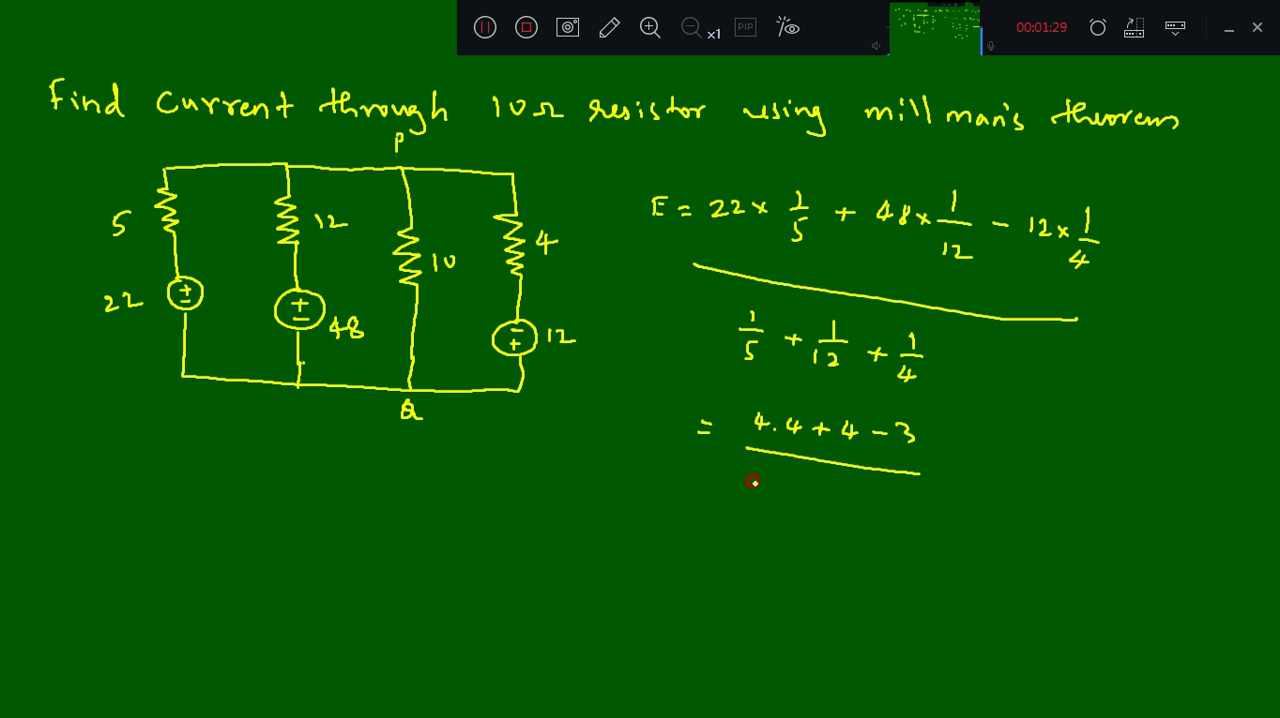 x1
PIP
00:01:29
Find current through 10Ω resistor using millman's theorem
P
5
12
10
4
22
48
12
Q
E = 22 × 1/5 + 48 × 1/12 - 12 × 1/4
1/5 + 1/12 + 1/4
= 4.4 + 4 - 3